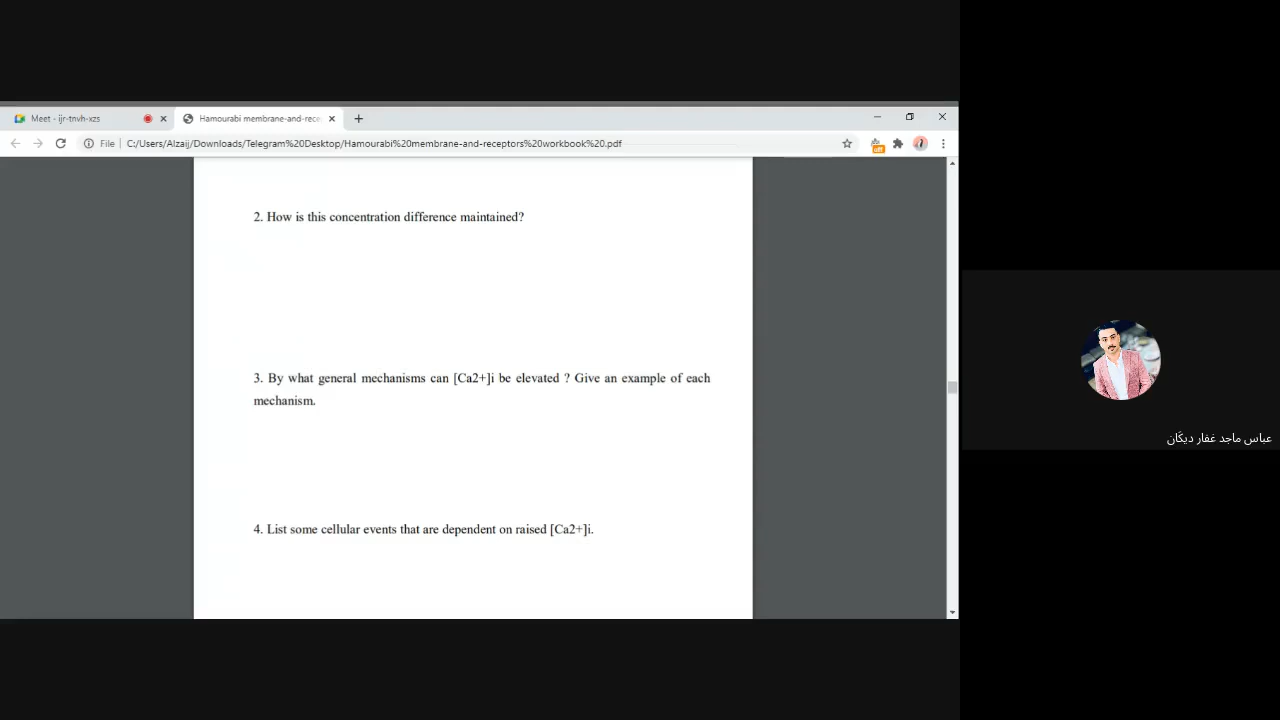 Meet - ijr-tnvh-xzs
Hamourabi membrane-and-rece
File
C:/Users/Alzaij/Downloads/Telegram%20Desktop/Hamourabi%20membrane-and-receptors%20workbook%20.pdf
off
2. How is this concentration difference maintained?
3. By what general mechanisms can [Ca2+]i be elevated ? Give an example of each
mechanism.
4. List some cellular events that are dependent on raised [Ca2+]i.
عباس ماجد غفار ديكان